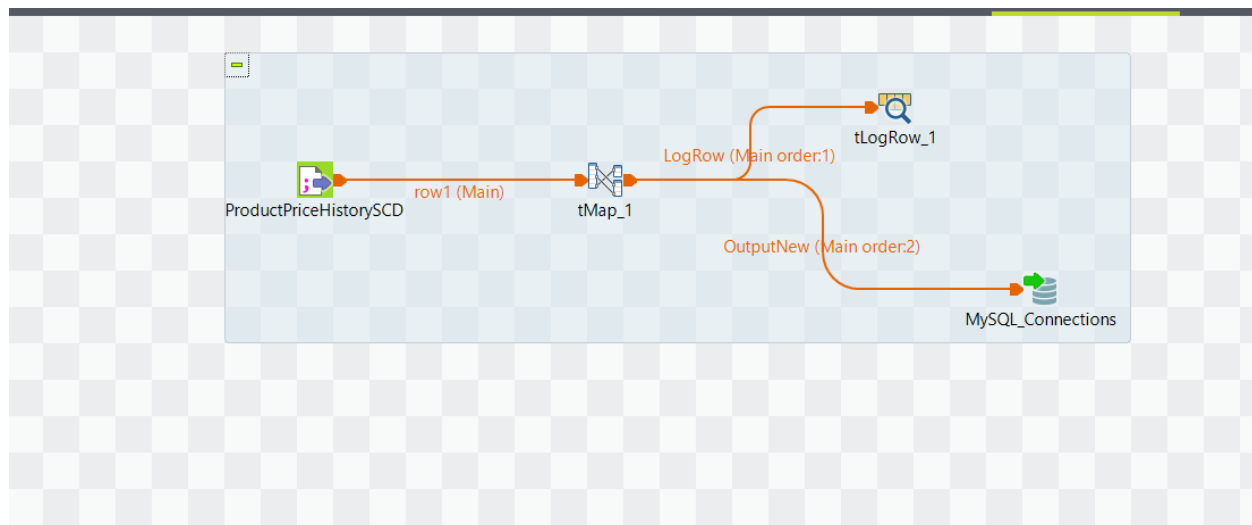 tLogRow_1
LogRow (Main order:1)
row1 (Main)
ProductPriceHistorySCD
tMap_1
OutputNew (Main order:2)
MySQL_Connections